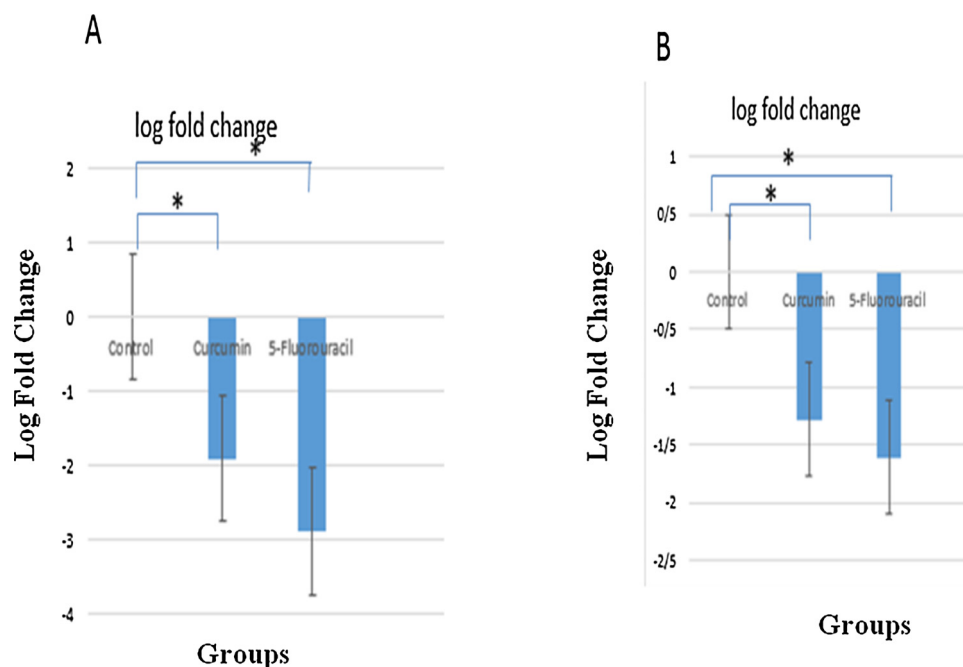 A
log fold change
*
*
2
1
0
-1
-2
-3
-4
Control
Curcumin
5-Fluorouracil
Log Fold Change
Groups
B
log fold change
*
*
1
0/5
0
-0/5
-1
-1/5
-2
-2/5
Control
Curcumin
5-Fluorouracil
Log Fold Change
Groups